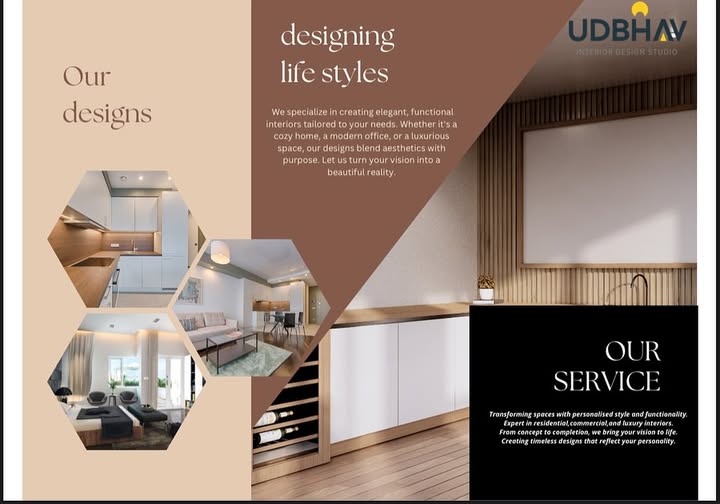 Our
designs
designing
life styles
We specialize in creating elegant, functional
interiors tailored to your needs. Whether it's a
cozy home, a modern office, or a luxurious
space, our designs blend aesthetics with
purpose. Let us turn your vision into a
beautiful reality.
UDBHAV
INTERIOR DESIGN STUDIO
OUR
SERVICE
Transforming spaces with personalised style and functionality.
Expert in residential,commercial,and luxury interiors.
From concept to completion, we bring your vision to life.
Creating timeless designs that reflect your personality.